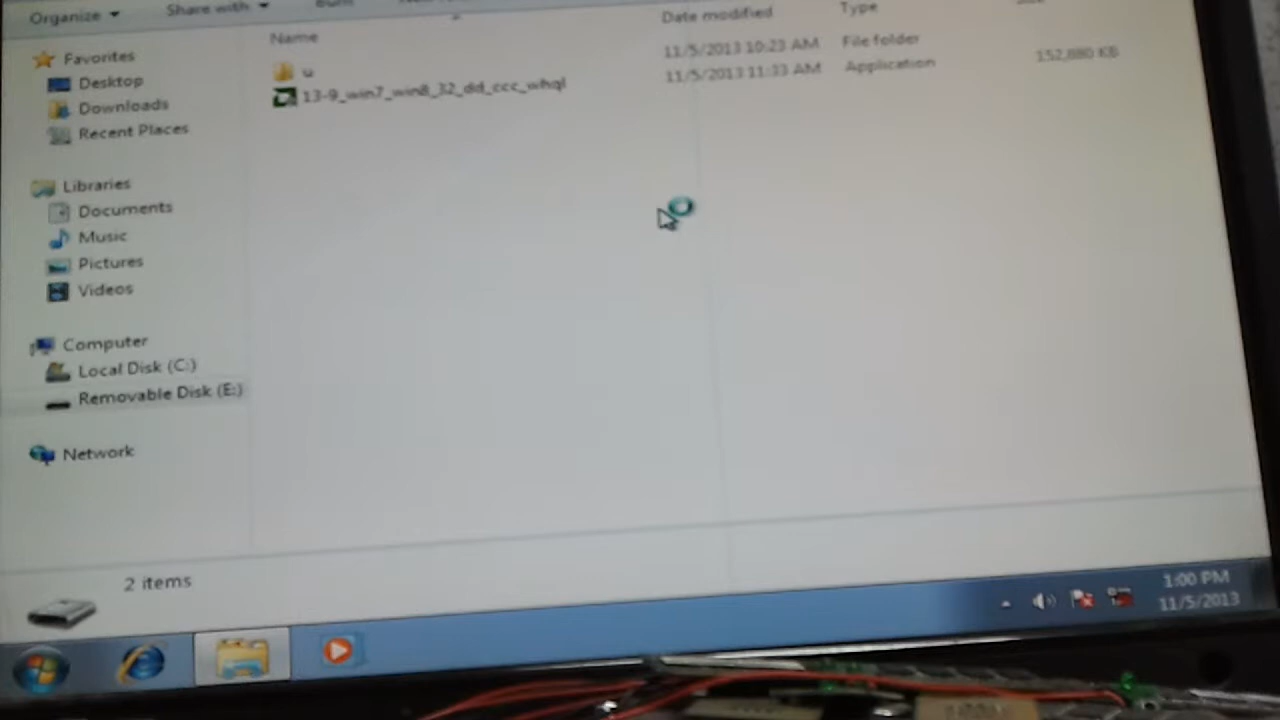 Organize Share with Burn
Name Date modified Type
u 11/5/2013 10:23 AM File folder
13-9_win7_win8_32_dd_ccc_whql 11/5/2013 11:33 AM Application 152,880 KB
Favorites
Desktop
Downloads
Recent Places
Libraries
Documents
Music
Pictures
Videos
Computer
Local Disk (C:)
Removable Disk (E:)
Network
2 items
1:00 PM
11/5/2013